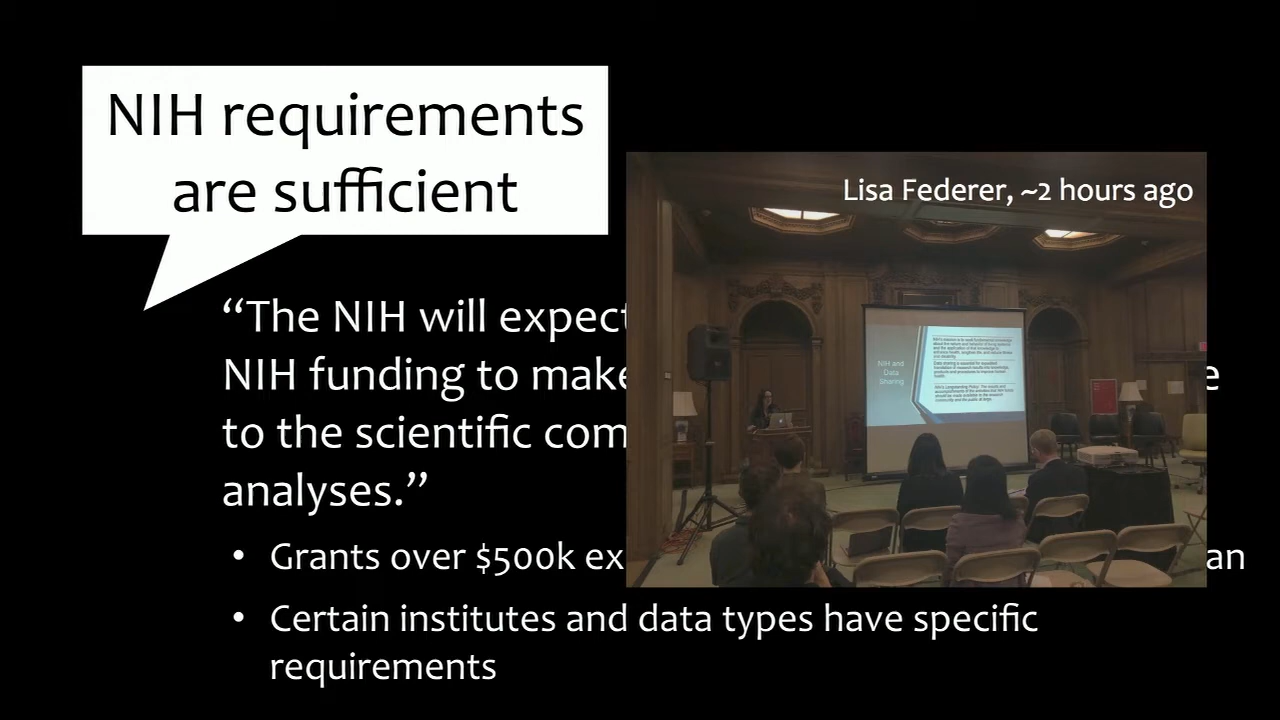 NIH requirements
are sufficient
Lisa Federer, ~2 hours ago
“The NIH will expect
NIH funding to make e
to the scientific com
analyses.”
• Grants over $500k ex an
• Certain institutes and data types have specific
requirements
NIH and
Data
Sharing